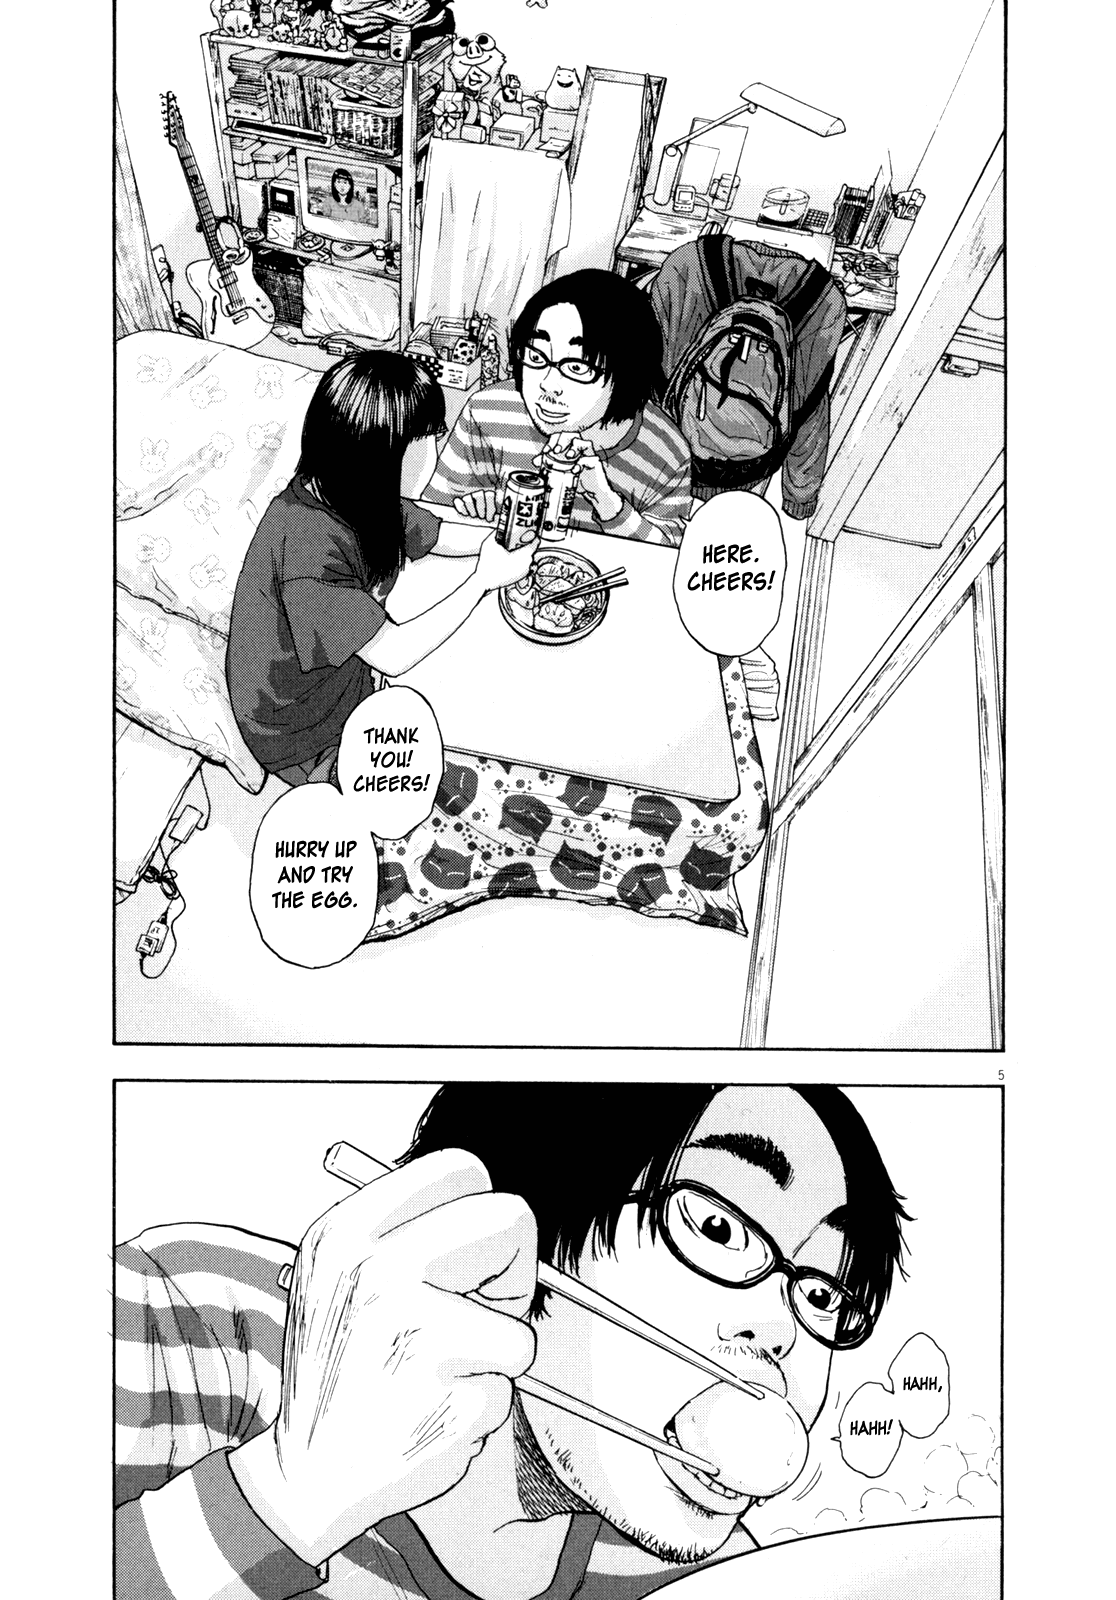 HERE.
CHEERS!
THANK
YOU!
CHEERS!
HURRY UP
AND TRY
THE EGG.
5
HAHH,
HAHH!